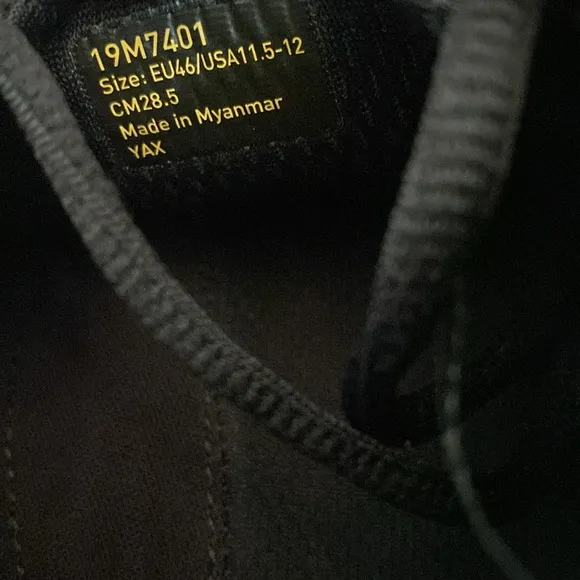 19M7401
Size: EU46/USA11.5-12
CM28.5
Made in Myanmar
YAX